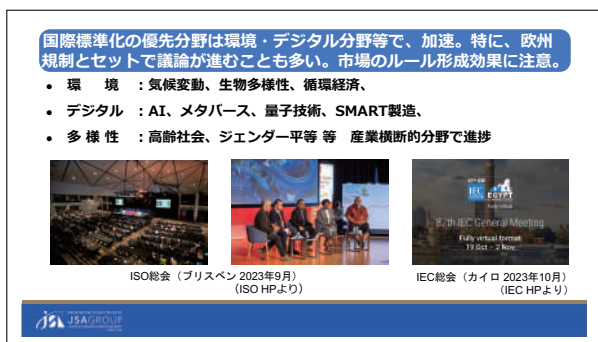 国際標準化の優先分野は環境・デジタル分野等で、加速。特に、欧州
規制とセットで議論が進むことも多い。市場のルール形成効果に注意。
• 環　　境　：気候変動、生物多様性、循環経済、
• デジタル　：AI、メタバース、量子技術、SMART製造、
• 多 様 性　：高齢社会、ジェンダー平等 等　産業横断的分野で進捗
IEC
EGYPT
87th IEC General Meeting
Fully virtual format
19 Oct - 2 Nov
ISO総会（ブリスベン 2023年9月）
（ISO HPより）
IEC総会（カイロ 2023年10月）
（IEC HPより）
jsa JSAGROUP